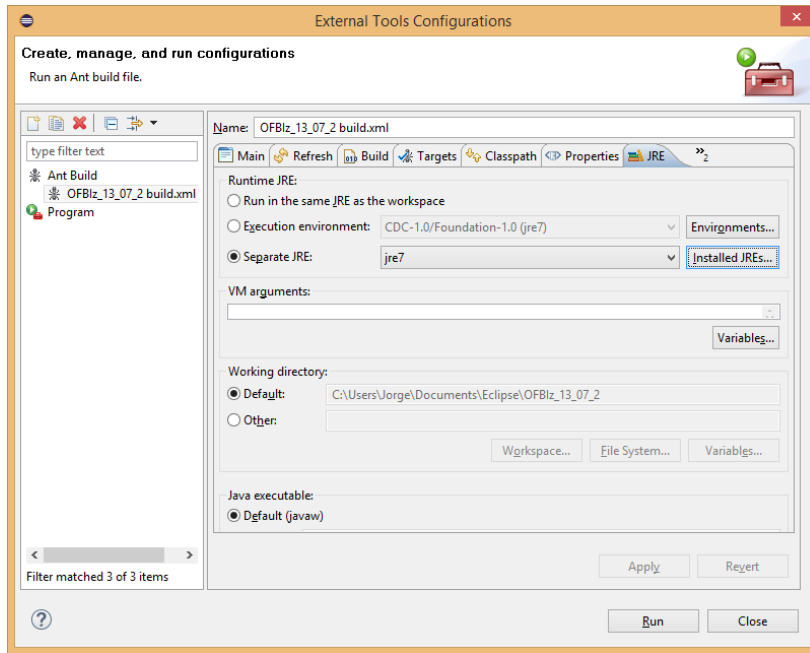 External Tools Configurations
Create, manage, and run configurations
Run an Ant build file.
type filter text
Ant Build
OFBIz_13_07_2 build.xml
Program
Filter matched 3 of 3 items
Name: OFBIz_13_07_2 build.xml
Main Refresh Build Targets Classpath Properties JRE »2
Runtime JRE:
Run in the same JRE as the workspace
Execution environment: CDC-1.0/Foundation-1.0 (jre7) Environments...
Separate JRE: jre7 Installed JREs...
VM arguments:
Variables...
Working directory:
Default: C:\Users\Jorge\Documents\Eclipse\OFBIz_13_07_2
Other:
Workspace... File System... Variables...
Java executable:
Default (javaw)
Apply Revert
Run Close